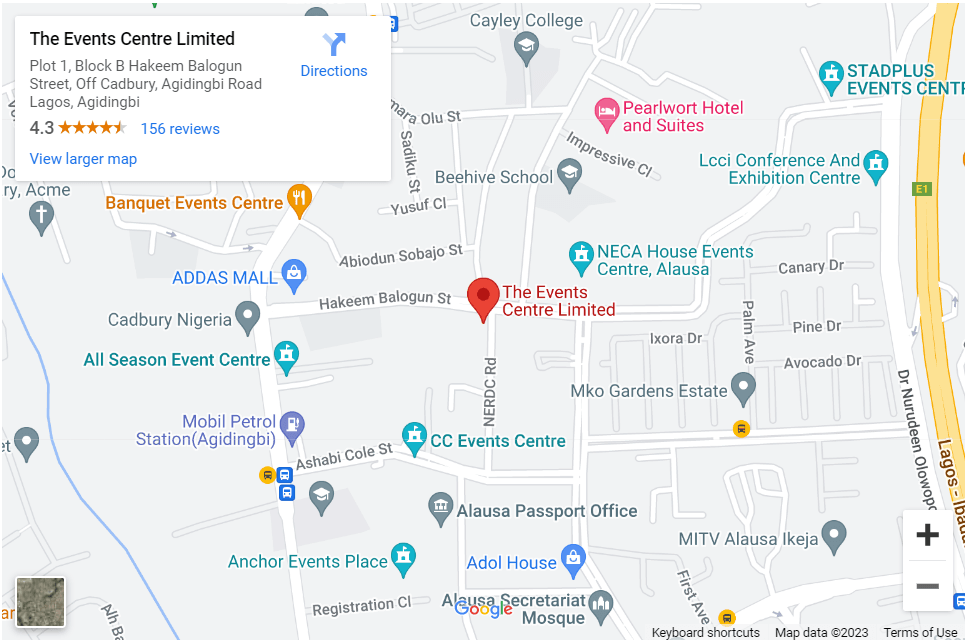 The Events Centre Limited
Directions
Plot 1, Block B Hakeem Balogun
Street, Off Cadbury, Agidingbi Road
Lagos, Agidingbi
4.3
156 reviews
View larger map
Cayley College
STADPLUS
EVENTS CENTR
Pearlwort Hotel
and Suites
mara Olu St
Sadiku St
Impressive Cl
Lcci Conference And
Exhibition Centre
Beehive School
ry, Acme
E1
Banquet Events Centre
Yusuf Cl
Abiodun Sobajo St
NECA House Events
Centre, Alausa
Canary Dr
ADDAS MALL
Hakeem Balogun St
The Events
Centre Limited
Cadbury Nigeria
Palm Ave
Pine Dr
Ixora Dr
All Season Event Centre
Avocado Dr
NERDC Rd
Mko Gardens Estate
Dr Nurudeen Olowopo
Mobil Petrol
Station(Agidingbi)
CC Events Centre
Ashabi Cole St
Lagos - Ibada
Alausa Passport Office
MITV Alausa Ikeja
Anchor Events Place
Adol House
First Ave
Registration Cl
Alausa Secretariat
Mosque
Google
Nh Ba
Keyboard shortcuts
Map data ©2023
Terms of Use